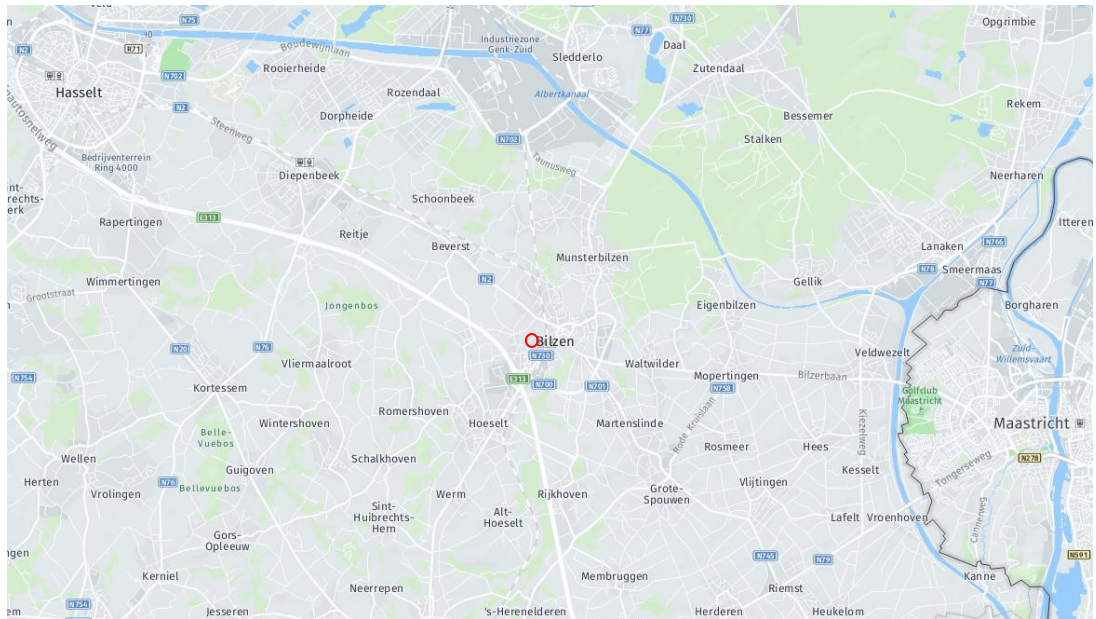 N75
N730
Opgrimbie
N77
Daal
Industriezone
Genk-Zuid
R71
N2
Boudewijnlaan
Sledderlo
Zutendaal
Rooierheide
N702
Hasselt
Rozendaal
Albertkanaal
Rekem
N2
Dorpheide
Bessemer
Steenweg
N702
Stalken
Bedrijventerrein
Ring 4000
Diepenbeek
Taunusweg
Neerharen
Schoonbeek
Rapertingen
E313
Reitje
Itteren
Beverst
Lanaken
N766
Munsterbilzen
N78
Smeermaas
Wimmertingen
N2
Gellik
N77
Grootstraat
Jongenbos
Eigenbilzen
Borgharen
Bilzen
N20
N76
N730
Veldwezelt
Zuid-
Willemsvaart
Vliermaalroot
Waltwilder
N754
E313
N700
N701
Mopertingen
N758
Bilzerbaan
Kortessem
Golfclub
Maastricht
Romershoven
Wintershoven
Hoeselt
Martenslinde
Rode Kruislaan
Kiezelweg
Maastricht
Belle-
Vuebos
Rosmeer
Hees
Wellen
Schalkhoven
N278
Guigoven
Kesselt
Tongerseweg
Herten
N76
Bellevuebos
Vrolingen
Werm
Rijkhoven
Grote-
Spouwen
Vlijtingen
Sint-
Huibrechts-
Hern
Alt-
Hoeselt
Lafelt
Vroenhoven
Cannerweg
Gors-
Opleeuw
N745
N79
N591
Kerniel
Membruggen
Kanne
Neerrepen
Riemst
N754
Jesseren
's-Herenelderen
Herderen
Heukelom